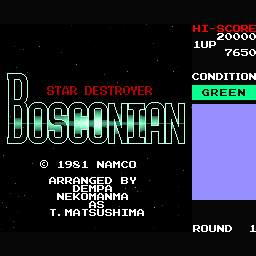 HI-SCORE
20000
1UP
7650
STAR DESTROYER
BOSCONIAN
CONDITION
GREEN
© 1981 NAMCO
ARRANGED BY
DEMPA
NEKOMANMA
AS
T.MATSUSHIMA
ROUND 1